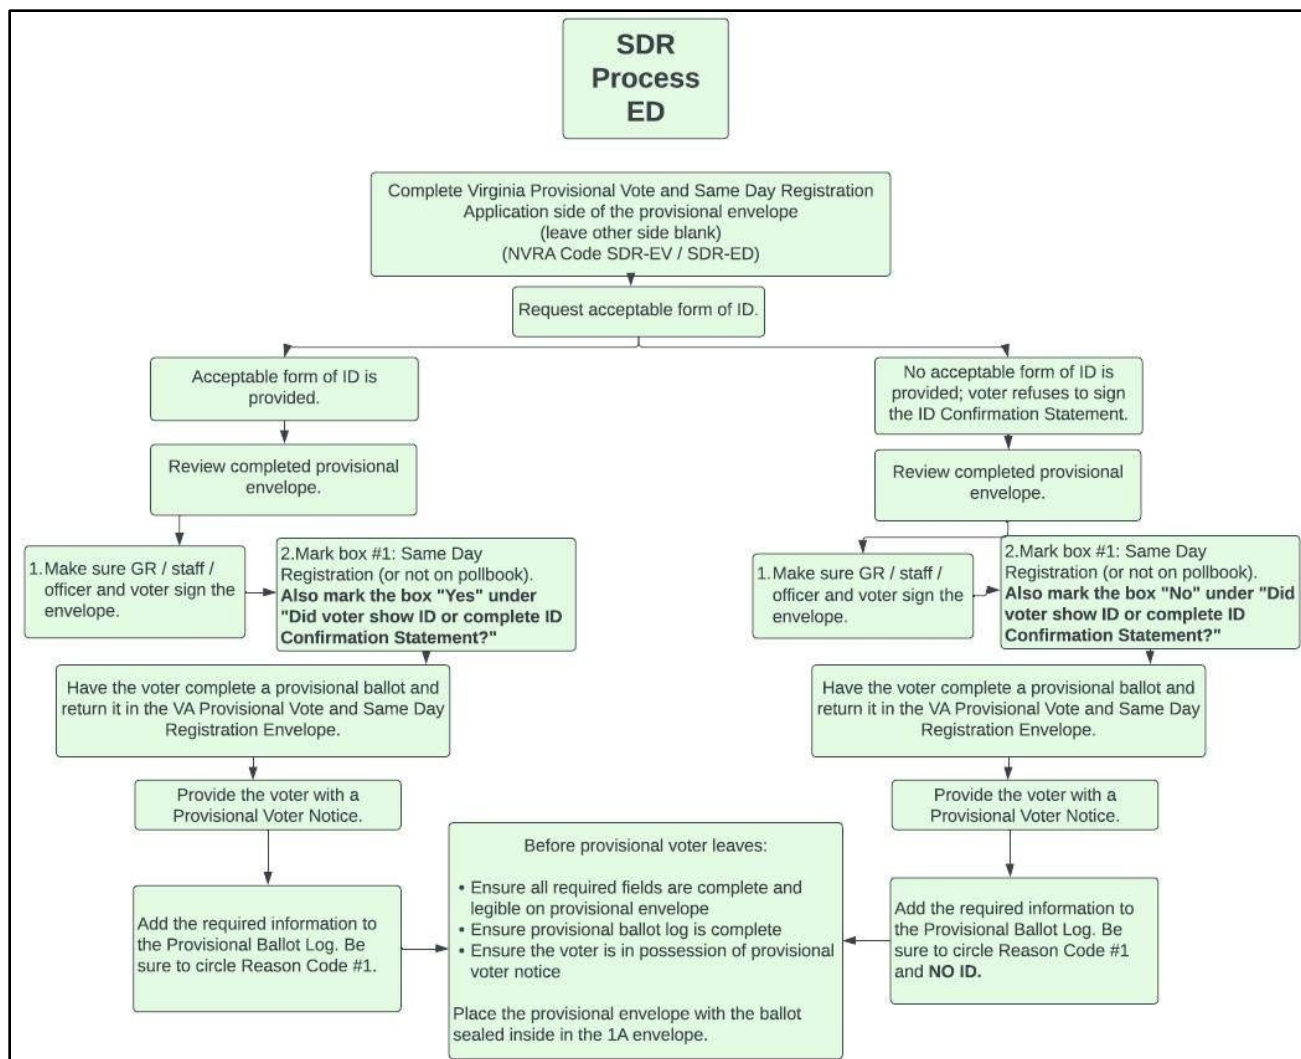 SDR
Process
ED
Complete Virginia Provisional Vote and Same Day Registration
Application side of the provisional envelope
(leave other side blank)
(NVRA Code SDR-EV / SDR-ED)
Request acceptable form of ID.
Acceptable form of ID is
provided.
Review completed provisional
envelope.
1. Make sure GR / staff /
officer and voter sign the
envelope.
2.Mark box #1: Same Day
Registration (or not on pollbook).
Also mark the box "Yes" under
"Did voter show ID or complete ID
Confirmation Statement?"
Have the voter complete a provisional ballot and
return it in the VA Provisional Vote and Same Day
Registration Envelope.
Provide the voter with a
Provisional Voter Notice.
Add the required information to
the Provisional Ballot Log. Be
sure to circle Reason Code #1.
No acceptable form of ID is
provided; voter refuses to sign
the ID Confirmation Statement.
Review completed provisional
envelope.
1. Make sure GR / staff /
officer and voter sign the
envelope.
2.Mark box #1: Same Day
Registration (or not on pollbook).
Also mark the box "No" under "Did
voter show ID or complete ID
Confirmation Statement?"
Have the voter complete a provisional ballot and
return it in the VA Provisional Vote and Same Day
Registration Envelope.
Provide the voter with a
Provisional Voter Notice.
Add the required information to
the Provisional Ballot Log. Be
sure to circle Reason Code #1
and NO ID.
Before provisional voter leaves:
• Ensure all required fields are complete and
legible on provisional envelope
• Ensure provisional ballot log is complete
• Ensure the voter is in possession of provisional
voter notice
Place the provisional envelope with the ballot
sealed inside in the 1A envelope.